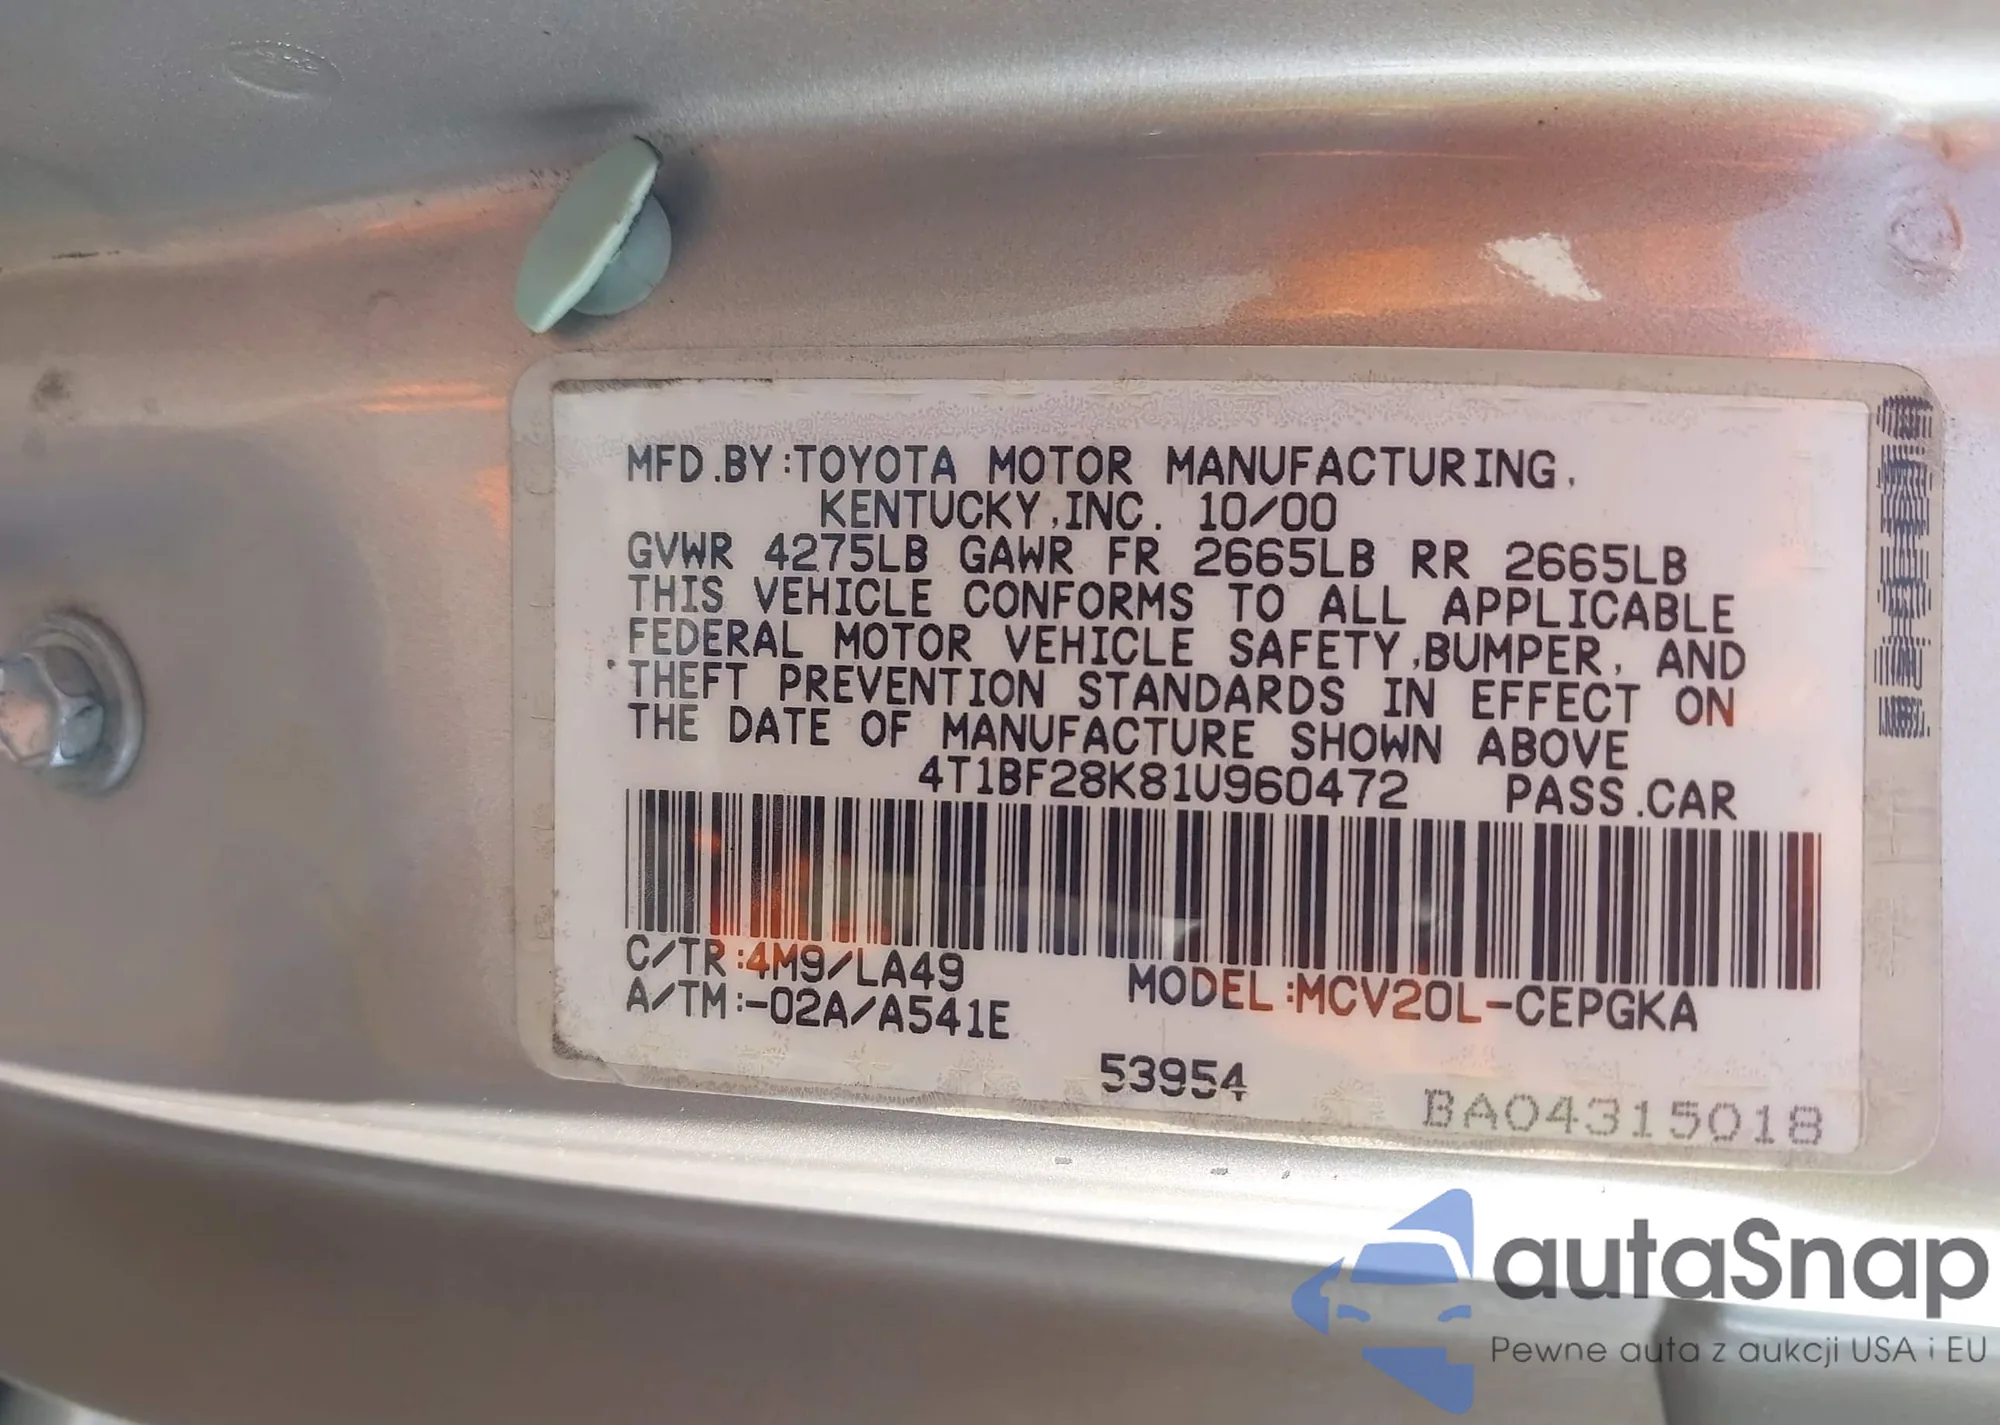 MFD.BY:TOYOTA MOTOR MANUFACTURING,
KENTUCKY,INC. 10/00
GVWR 4275LB GAWR FR 2665LB RR 2665LB
THIS VEHICLE CONFORMS TO ALL APPLICABLE
FEDERAL MOTOR VEHICLE SAFETY,BUMPER, AND
THEFT PREVENTION STANDARDS IN EFFECT ON
THE DATE OF MANUFACTURE SHOWN ABOVE
4T1BF28K81U960472 PASS.CAR
C/TR:4M9/LA49
A/TM:-02A/A541E
MODEL:MCV20L-CEPGKA
53954
BA04315018
autaSnap
Pewne auta z aukcji USA i EU